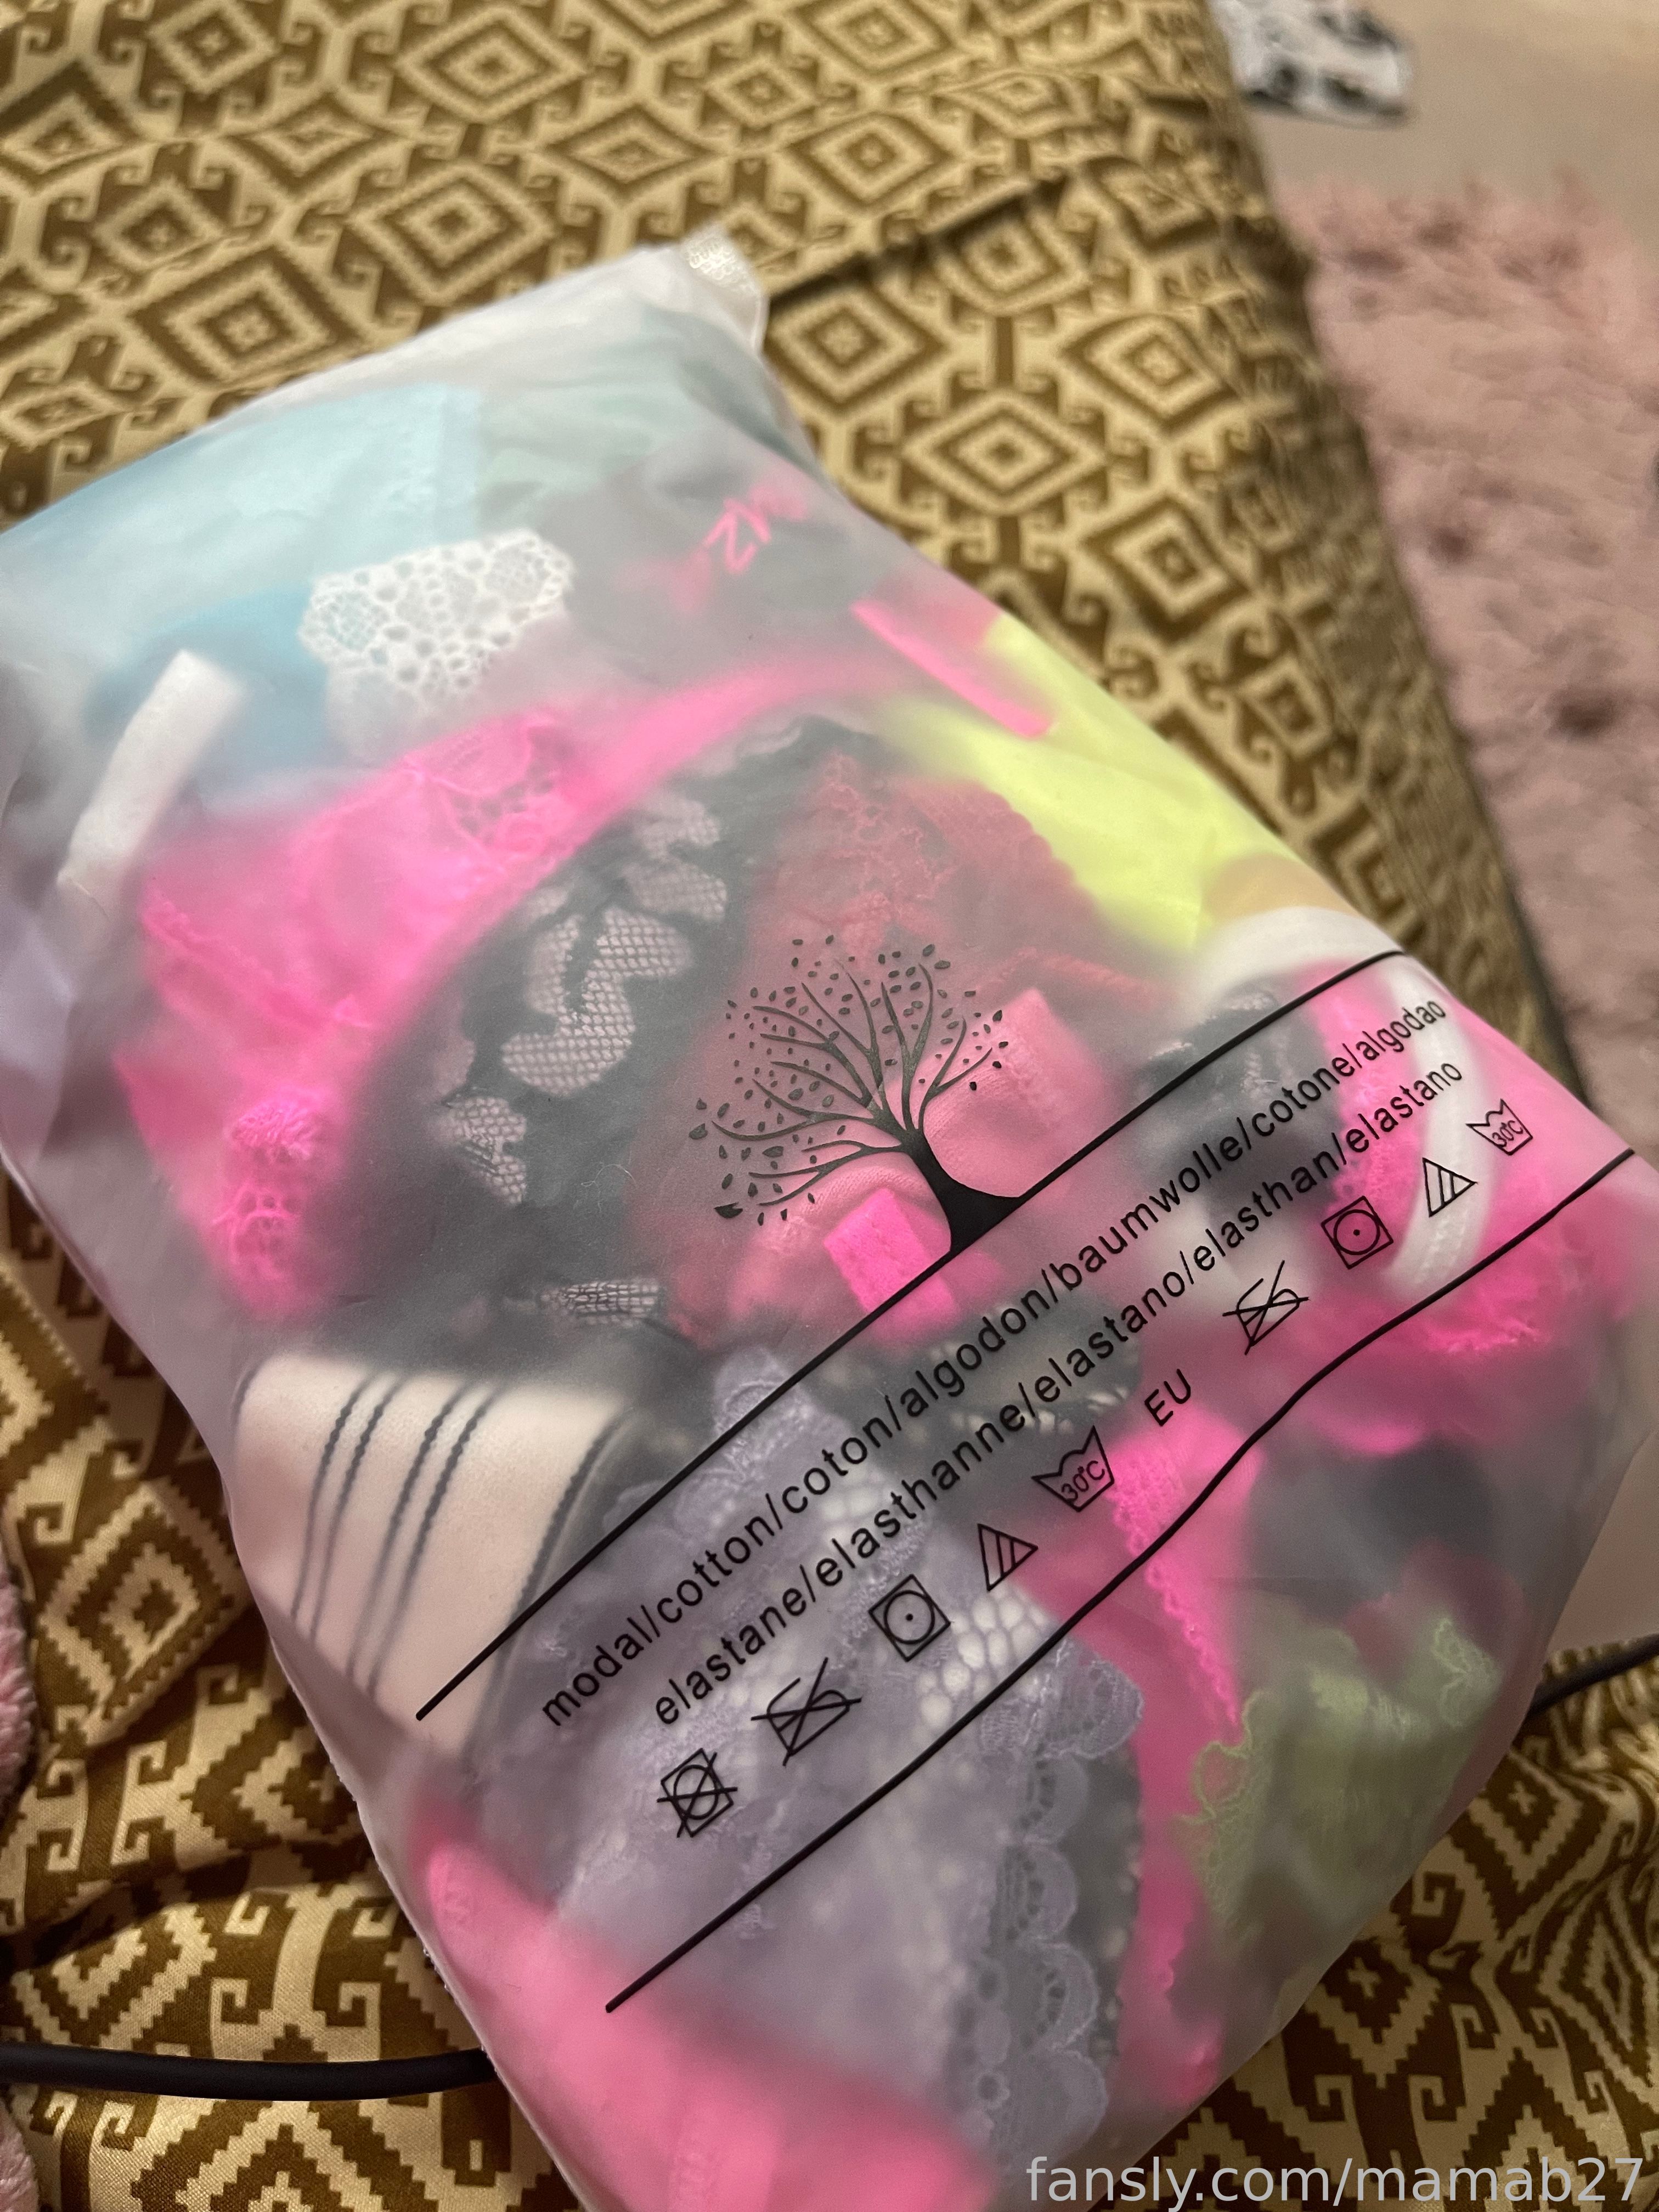 modal/cotton/coton/algodon/baumwolle/cotone/algodao
elastane/elasthanne/elastano/elasthan/elastano
30°C EU 30°C
fansly.com/mamab27